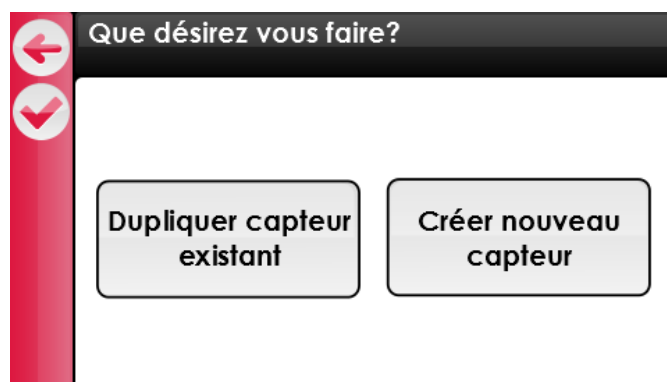 Que désirez vous faire?
Dupliquer capteur
existant
Créer nouveau
capteur